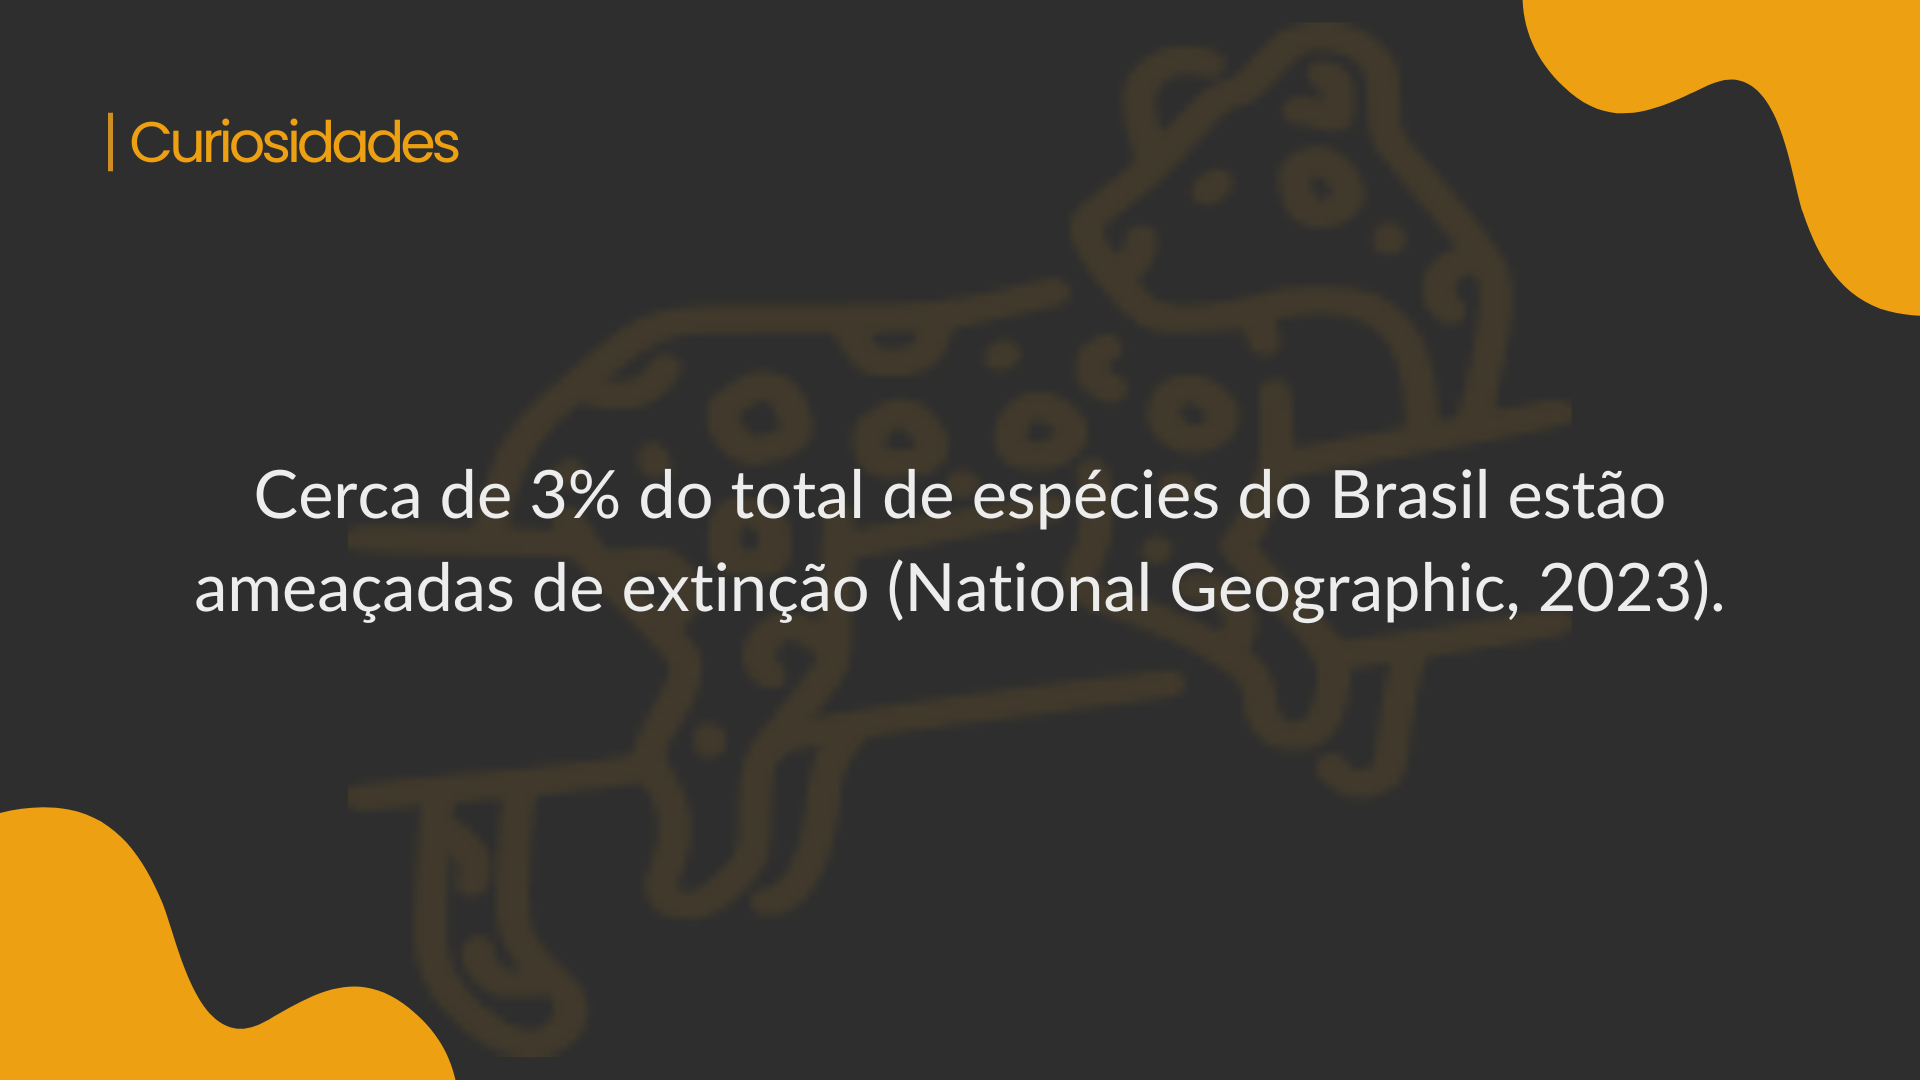 | Curiosidades
Cerca de 3% do total de espécies do Brasil estão
ameaçadas de extinção (National Geographic, 2023).